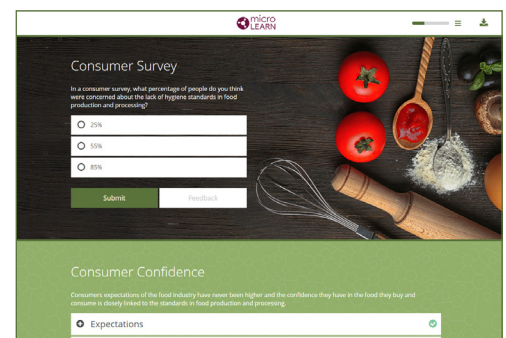 micro
LEARN
Consumer Survey
In a consumer survey, what percentage of people do you think
were concerned about the lack of hygiene standards in food
production and processing?
25%
55%
85%
Submit
Feedback
Consumer Confidence
Consumers expectations of the food industry have never been higher and the confidence they have in the food they buy and
consume is closely linked to the standards in food production and processing.
Expectations